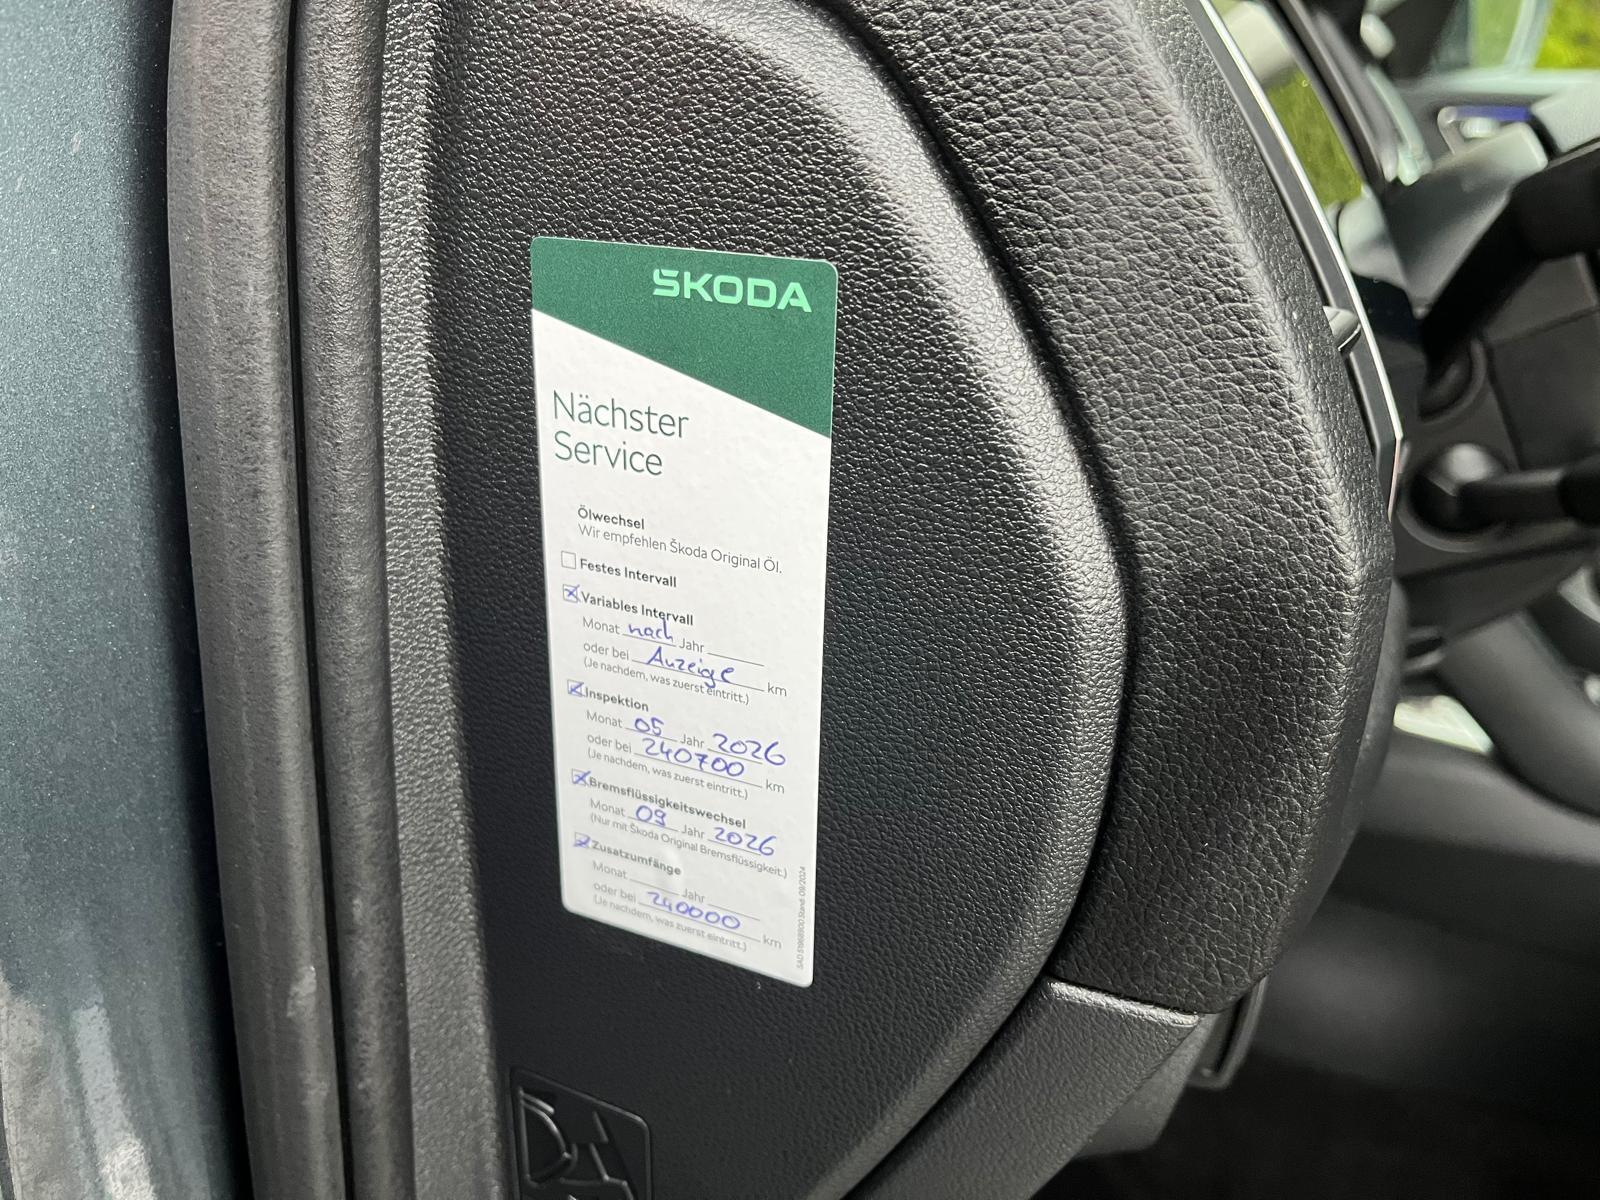 ŠKODA
Nächster
Service
Ölwechsel
Wir empfehlen Škoda Original Öl.
Festes Intervall
Variables Intervall
Monat nach Jahr
oder bei Anzeige km
(Je nachdem, was zuerst eintritt.)
Inspektion
Monat 05 Jahr 2026
oder bei 240700 km
(Je nachdem, was zuerst eintritt.)
Bremsflüssigkeitswechsel
Monat 09 Jahr 2026
(Nur mit Škoda Original Bremsflüssigkeit.)
Zusatzumfänge
Monat Jahr
oder bei 240000 km
(Je nachdem, was zuerst eintritt.)
Stand: 09/2024